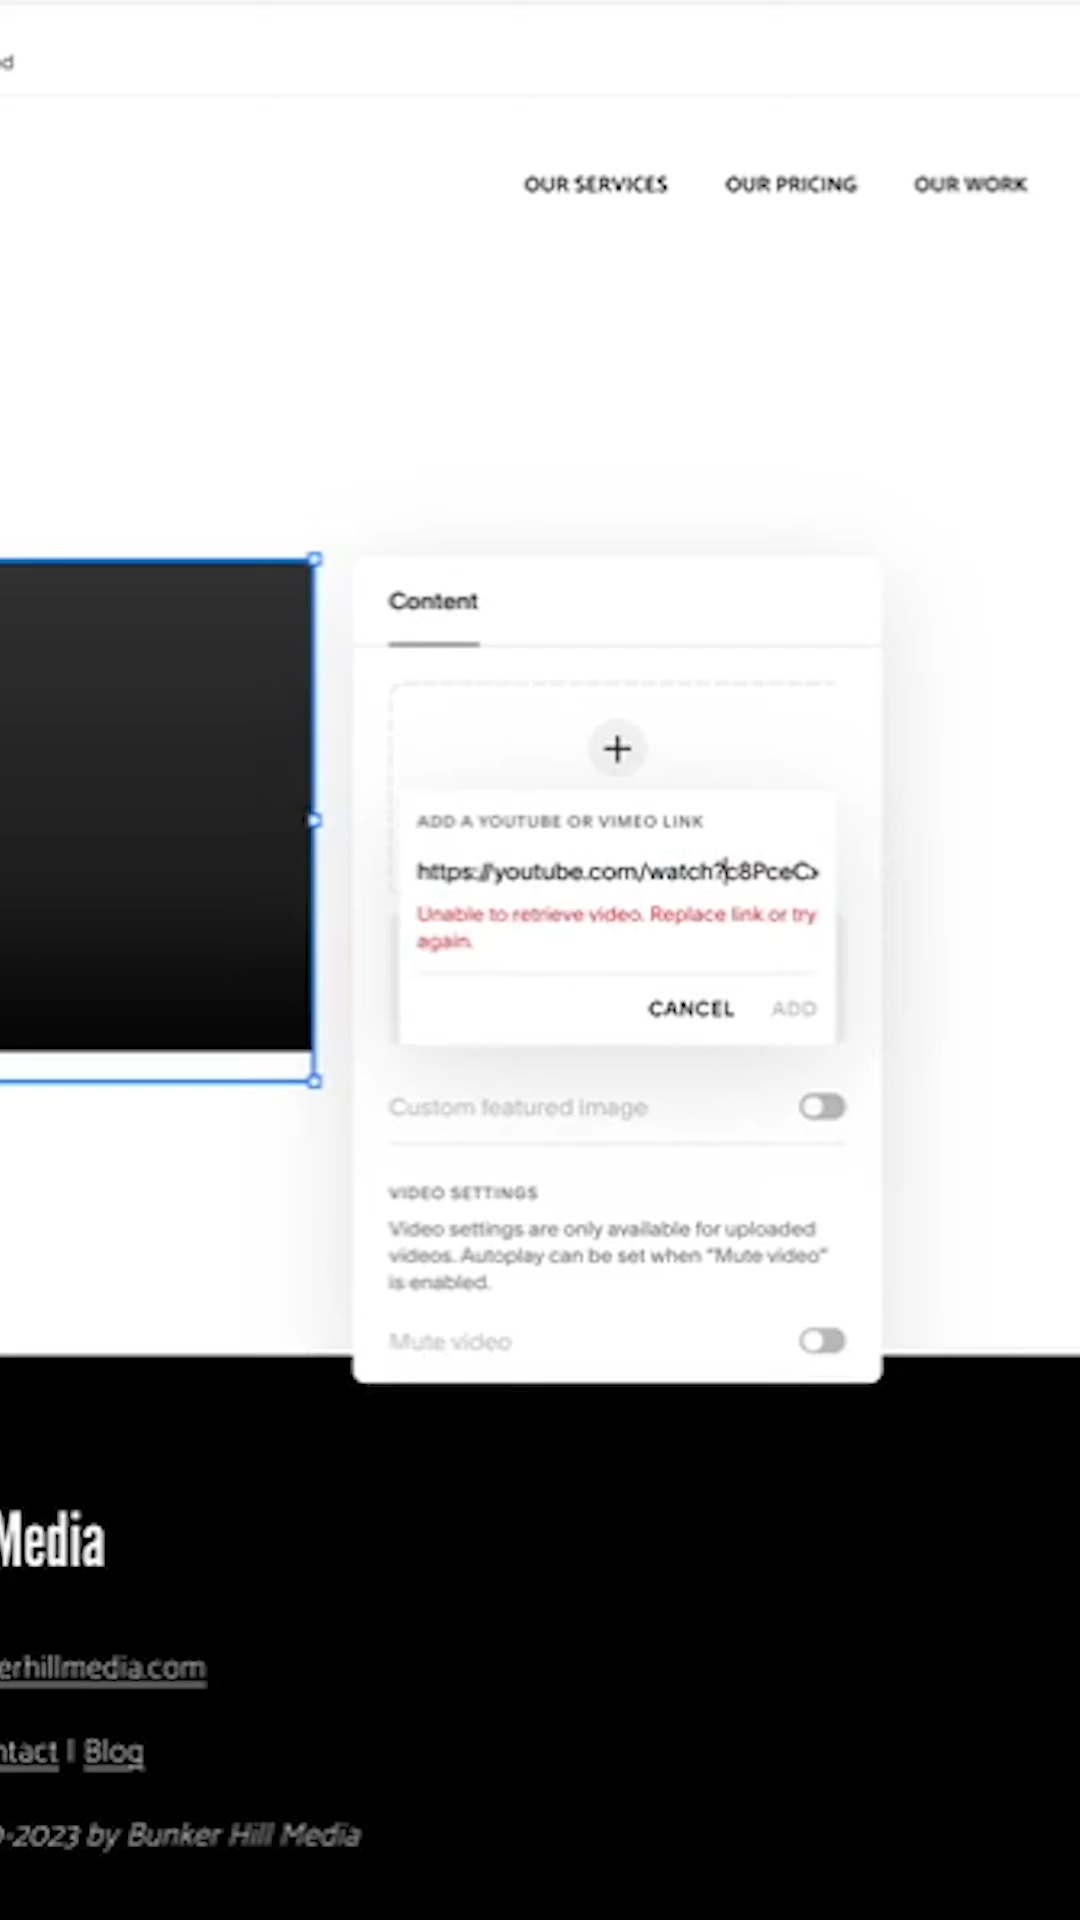 ed
OUR SERVICES OUR PRICING OUR WORK
Content
ADD A YOUTUBE OR VIMEO LINK
https://youtube.com/watch?c8PceC
Unable to retrieve video. Replace link or try
again.
CANCEL ADD
Custom featured image
VIDEO SETTINGS
Video settings are only available for uploaded
videos. Autoplay can be set when "Mute video"
is enabled.
Mute video
Media
erhillmedia.com
ntact | Blog
-2023 by Bunker Hill Media